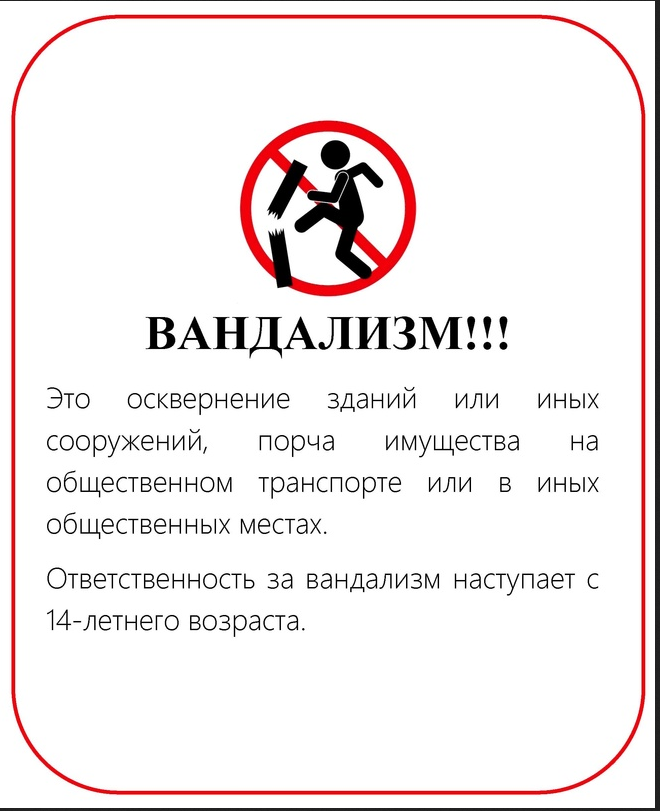 ВАНДАЛИЗМ!!!
Это осквернение зданий или иных
сооружений, порча имущества на
общественном транспорте или в иных
общественных местах.
Ответственность за вандализм наступает с
14-летнего возраста.